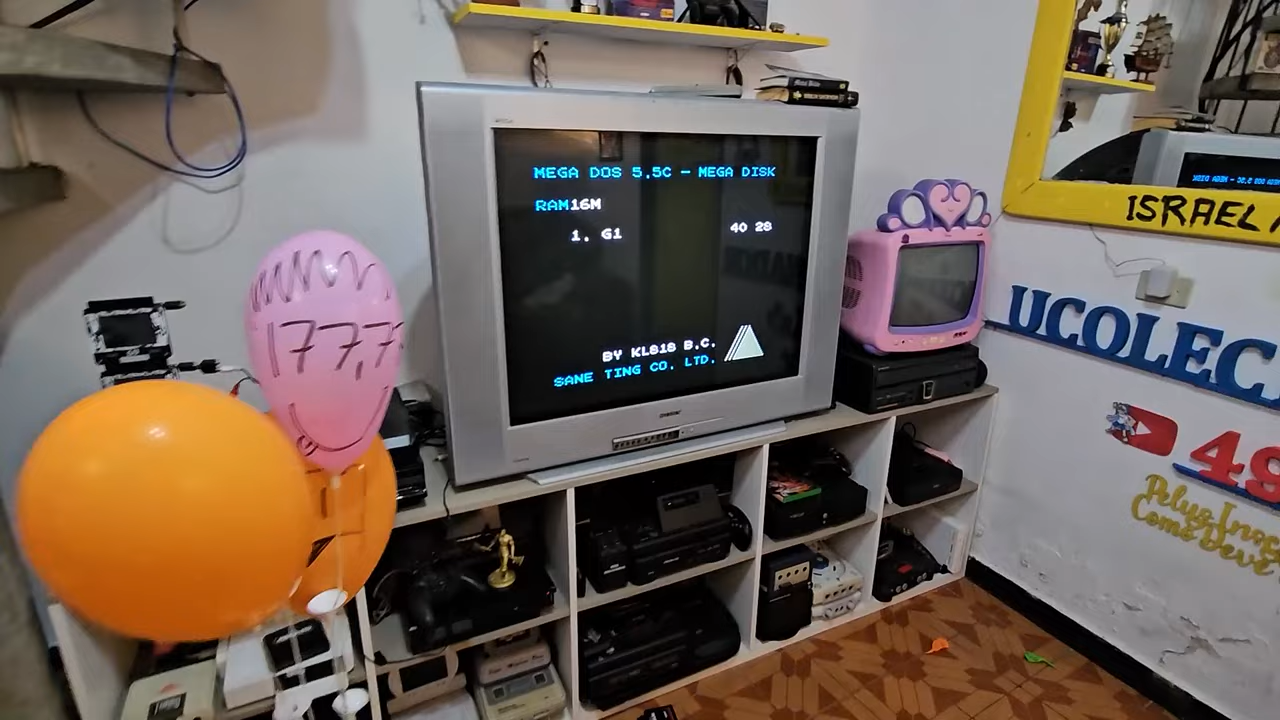 MEGA DOS 5.5C - MEGA DISK
RAM16M
1. G1 40 28
BY KL818 B.C.
SANE TING CO. LTD.
177,7
ISRAEL
UCOLEC
49